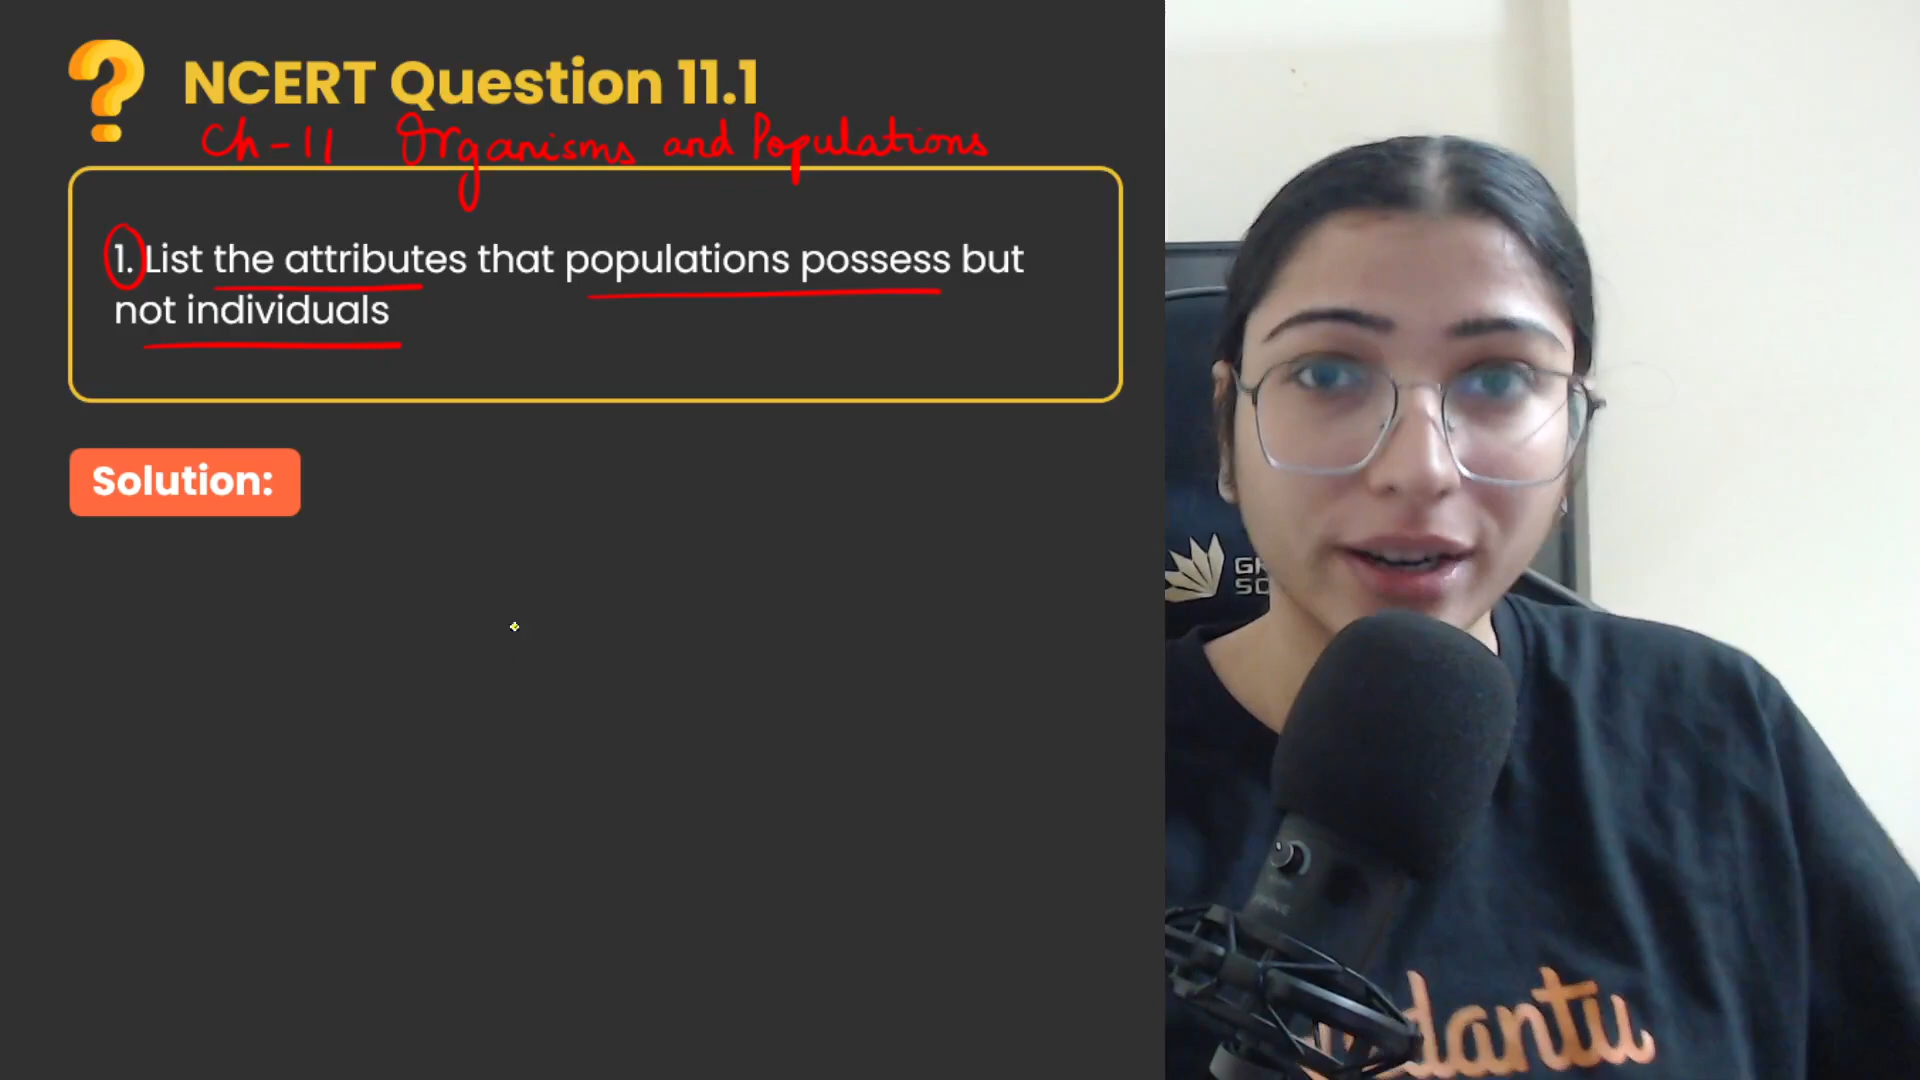 NCERT Question 11.1
Ch-11 Organisms and Populations
1. List the attributes that populations possess but
not individuals
Solution: